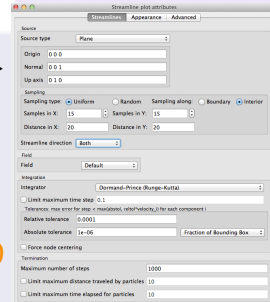 Streamline plot attributes
Streamlines Appearance Advanced
Source
Source type Plane
Origin 0 0 0
Normal 0 0 1
Up axis 0 1 0
Sampling
Sampling type: Uniform Random Sampling along: Boundary Interior
Samples in X: 15 Samples in Y: 15
Distance in X: 20 Distance in Y: 20
Streamline direction Both
Field
Field Default
Integration
Integrator Dormand-Prince (Runge-Kutta)
Limit maximum time step 0.1
Tolerances: max error for step < max(abstol, reltol*velocity_i) for each component i
Relative tolerance 0.0001
Absolute tolerance 1e-06 Fraction of Bounding Box
Force node centering
Termination
Maximum number of steps 1000
Limit maximum distance traveled by particles 10
Limit maximum time elapsed for particles 10